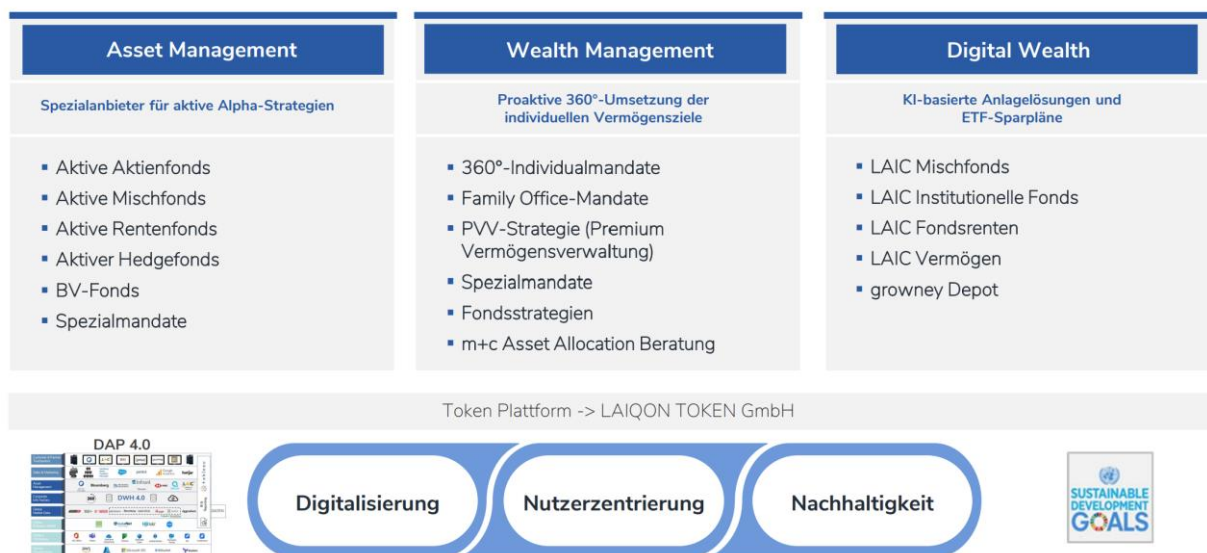 Asset Management
Spezialanbieter für aktive Alpha-Strategien
Aktive Aktienfonds
Aktive Mischfonds
Aktive Rentenfonds
Aktiver Hedgefonds
BV-Fonds
Spezialmandate
Wealth Management
Proaktive 360°-Umsetzung der
individuellen Vermögensziele
360°-Individualmandate
Family Office-Mandate
PVV-Strategie (Premium
Vermögensverwaltung)
Spezialmandate
Fondsstrategien
m+c Asset Allocation Beratung
Digital Wealth
KI-basierte Anlagelösungen und
ETF-Sparpläne
LAIC Mischfonds
LAIC Institutionelle Fonds
LAIC Fondsrenten
LAIC Vermögen
growney Depot
Token Plattform -> LAIQON TOKEN GmbH
DAP 4.0
Bloomberg
DWH 4.0
Digitalisierung
Nutzerzentrierung
Nachhaltigkeit
SUSTAINABLE
DEVELOPMENT
GOALS